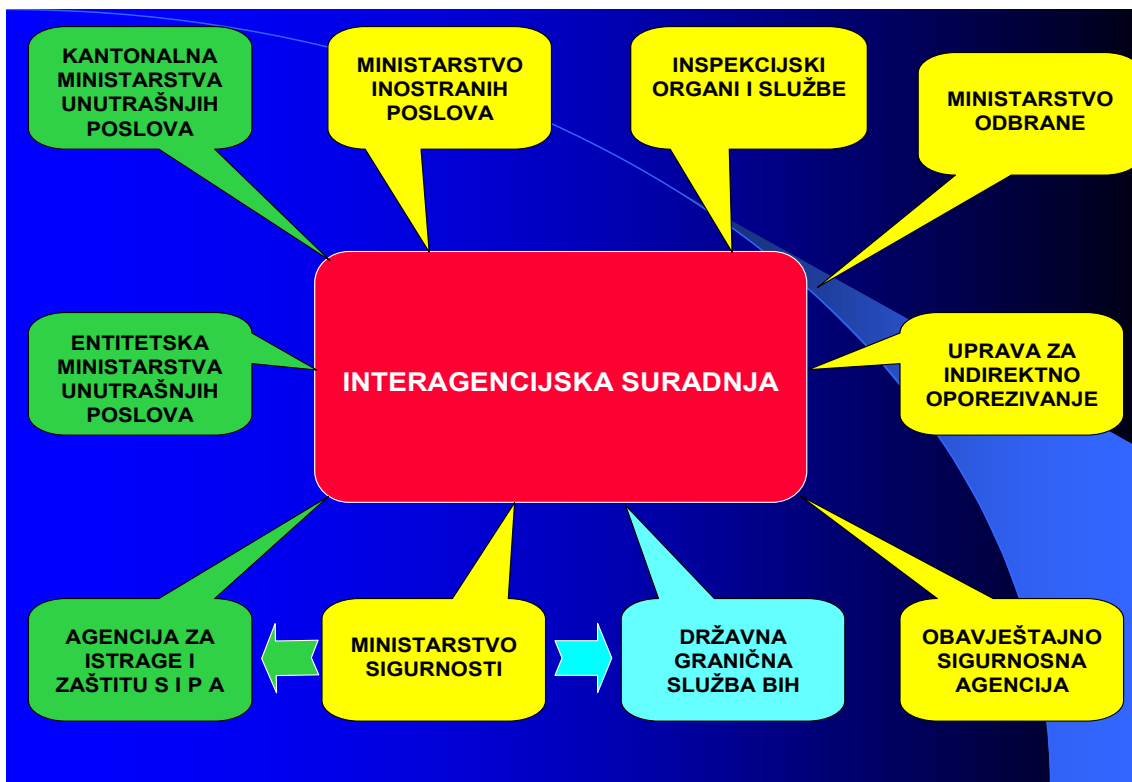 KANTONALNA
MINISTARSTVA
UNUTRAŠNJIH
POSLOVA
MINISTARSTVO
INOSTRANIH
POSLOVA
INSPEKCIJSKI
ORGANI I SLUŽBE
MINISTARSTVO
ODBRANE
ENTITETSKA
MINISTARSTVA
UNUTRAŠNJIH
POSLOVA
INTERAGENCIJSKA SURADNJA
UPRAVA ZA
INDIREKTNO
OPOREZIVANJE
AGENCIJA ZA
ISTRAGE I
ZAŠTITU S I P A
MINISTARSTVO
SIGURNOSTI
DRŽAVNA
GRANIČNA
SLUŽBA BIH
OBAVJEŠTAJNO
SIGURNOSNA
AGENCIJA